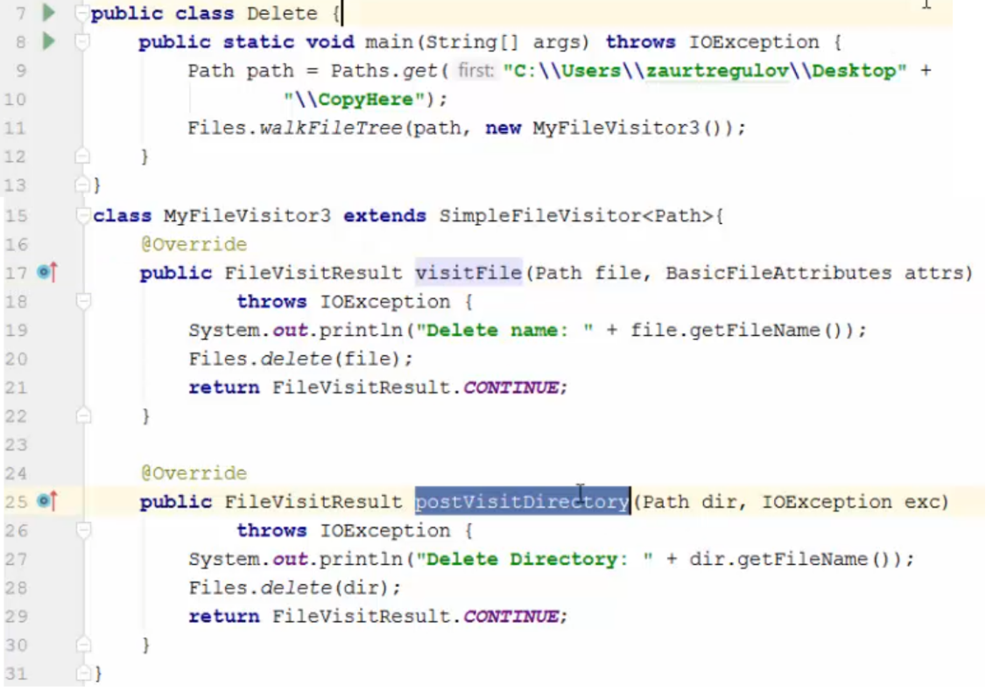 7 public class Delete {
8 public static void main(String[] args) throws IOException {
9 Path path = Paths.get( first: "C:\\Users\\zaurtregulov\\Desktop" +
10 "\\CopyHere");
11 Files.walkFileTree(path, new MyFileVisitor3());
12 }
13 }
15 class MyFileVisitor3 extends SimpleFileVisitor<Path>{
16 @Override
17 public FileVisitResult visitFile(Path file, BasicFileAttributes attrs)
18 throws IOException {
19 System.out.println("Delete name: " + file.getFileName());
20 Files.delete(file);
21 return FileVisitResult.CONTINUE;
22 }
23
24 @Override
25 public FileVisitResult postVisitDirectory(Path dir, IOException exc)
26 throws IOException {
27 System.out.println("Delete Directory: " + dir.getFileName());
28 Files.delete(dir);
29 return FileVisitResult.CONTINUE;
30 }
31 }